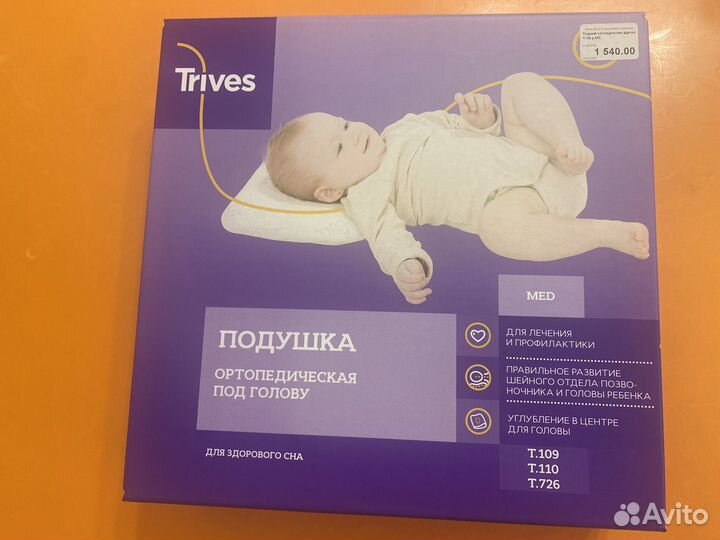 Trives
1 540.00
MED
ПОДУШКА
ОРТОПЕДИЧЕСКАЯ
ПОД ГОЛОВУ
ДЛЯ ЗДОРОВОГО СНА
ДЛЯ ЛЕЧЕНИЯ
И ПРОФИЛАКТИКИ
ПРАВИЛЬНОЕ РАЗВИТИЕ
ШЕЙНОГО ОТДЕЛА ПОЗВО-
НОЧНИКА И ГОЛОВЫ РЕБЕНКА
УГЛУБЛЕНИЕ В ЦЕНТРЕ
ДЛЯ ГОЛОВЫ
Т.109
Т.110
Т.726
Avito